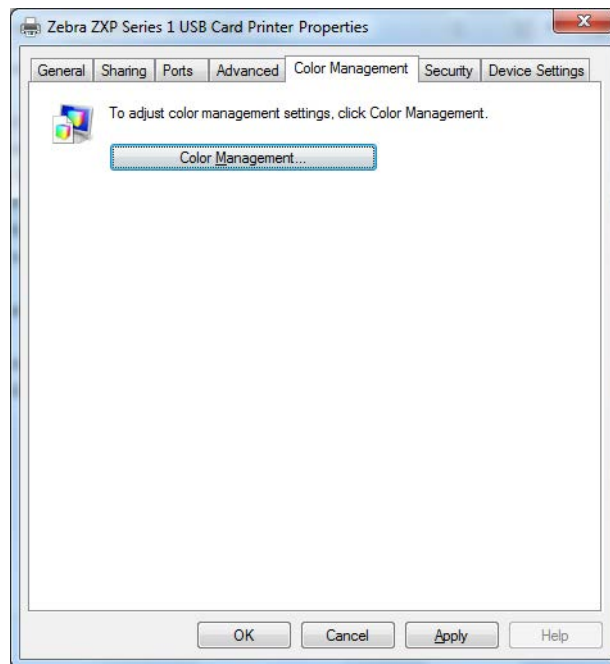 Zebra ZXP Series 1 USB Card Printer Properties
General Sharing Ports Advanced Color Management Security Device Settings
To adjust color management settings, click Color Management.
Color Management...
OK Cancel Apply Help